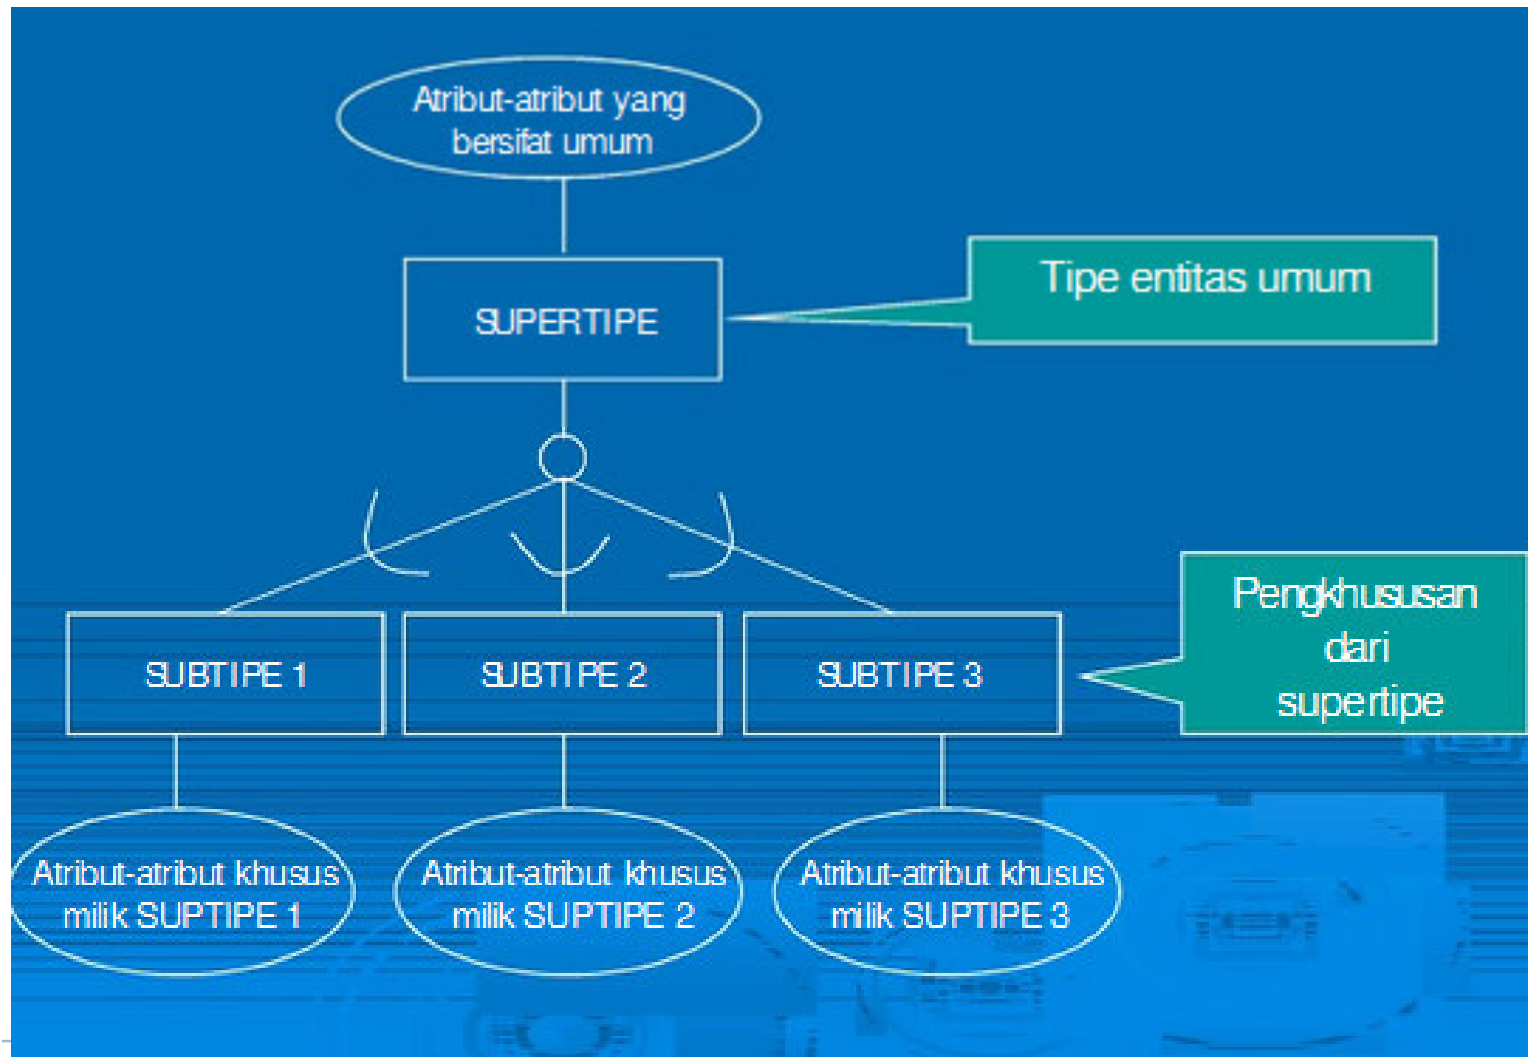 Atribut-atribut yang
bersifat umum
Tipe entitas umum
SUPERTIPE
Pengkhususan
dari
supertipe
SUBTIPE 1
SUBTIPE 2
SUBTIPE 3
Atribut-atribut khusus
milik SUPTIPE 1
Atribut-atribut khusus
milik SUPTIPE 2
Atribut-atribut khusus
milik SUPTIPE 3